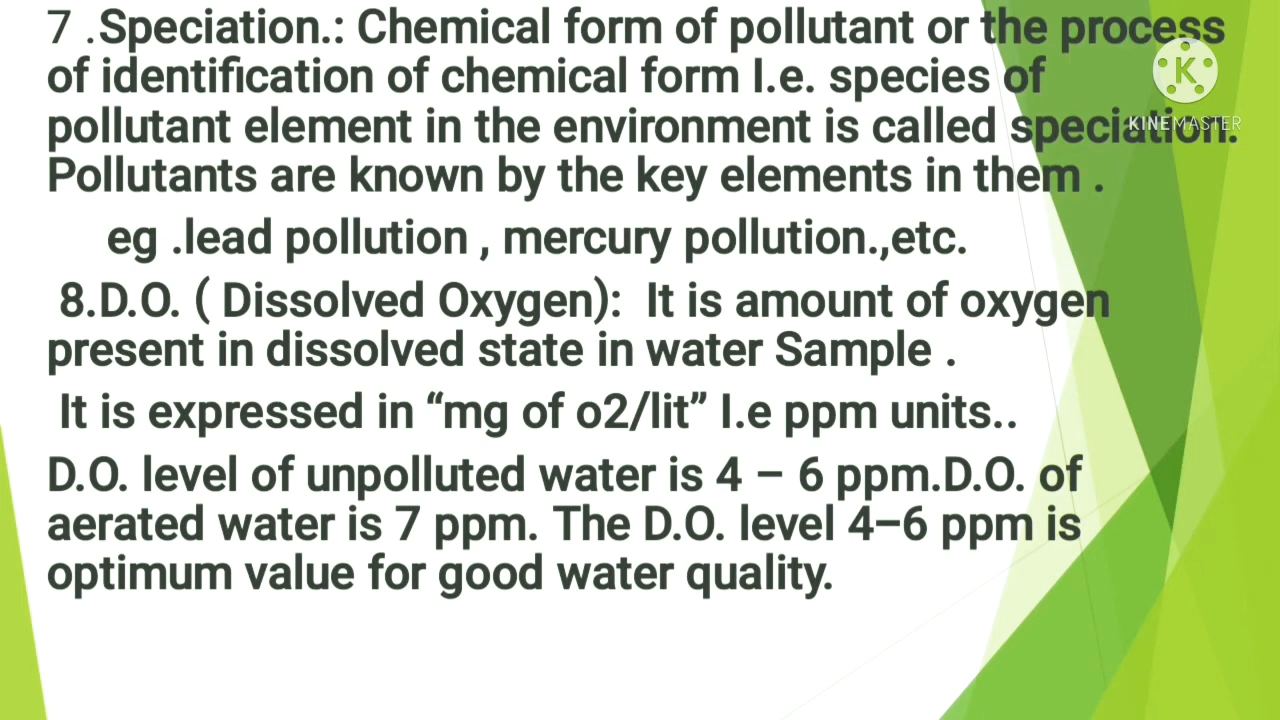 7 .Speciation.: Chemical form of pollutant or the process
of identification of chemical form I.e. species of
pollutant element in the environment is called speciation.
Pollutants are known by the key elements in them .
eg .lead pollution , mercury pollution.,etc.
8.D.O. ( Dissolved Oxygen): It is amount of oxygen
present in dissolved state in water Sample .
It is expressed in “mg of o2/lit” I.e ppm units..
D.O. level of unpolluted water is 4 – 6 ppm.D.O. of
aerated water is 7 ppm. The D.O. level 4–6 ppm is
optimum value for good water quality.
K
KINEMASTER